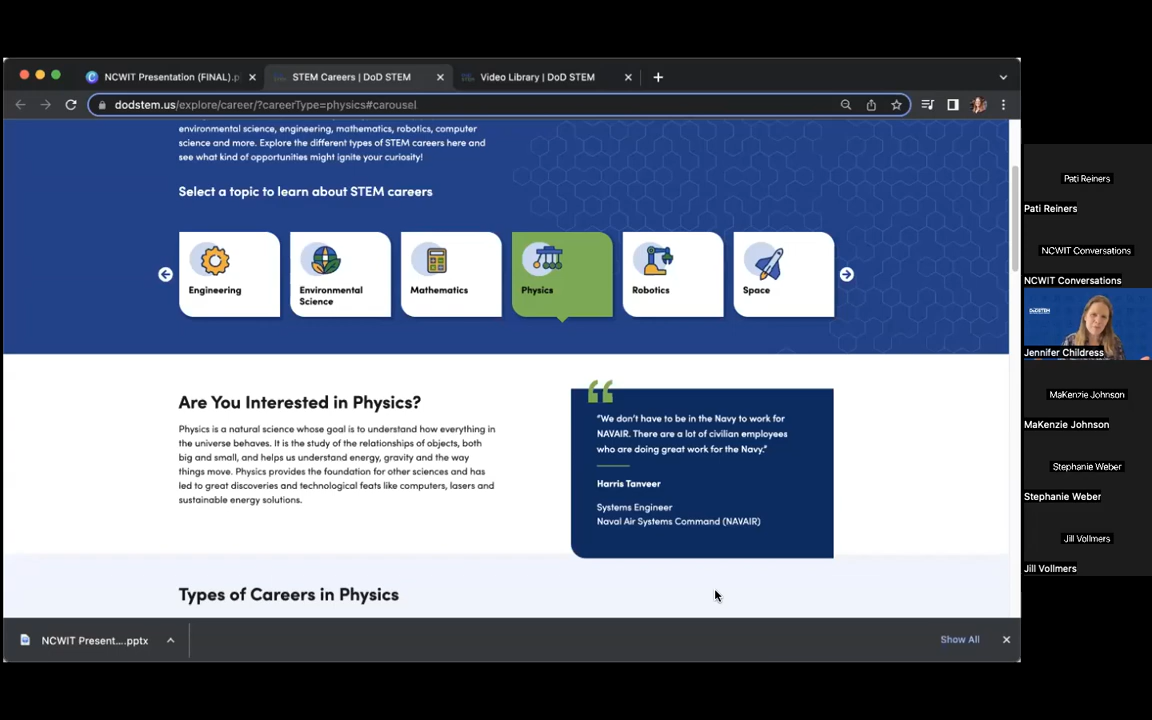 NCWIT Presentation (FINAL).p
STEM Careers | DoD STEM
Video Library | DoD STEM
dodstem.us/explore/career/?careerType=physics#carousel
environmental science, engineering, mathematics, robotics, computer
science and more. Explore the different types of STEM careers here and
see what kind of opportunities might ignite your curiosity!
Select a topic to learn about STEM careers
Engineering
Environmental
Science
Mathematics
Physics
Robotics
Space
Are You Interested in Physics?
Physics is a natural science whose goal is to understand how everything in
the universe behaves. It is the study of the relationships of objects, both
big and small, and helps us understand energy, gravity and the way
things move. Physics provides the foundation for other sciences and has
led to great discoveries and technological feats like computers, lasers and
sustainable energy solutions.
“We don’t have to be in the Navy to work for
NAVAIR. There are a lot of civilian employees
who are doing great work for the Navy.”
Harris Tanveer
Systems Engineer
Naval Air Systems Command (NAVAIR)
Types of Careers in Physics
NCWIT Present....pptx
Show All
Pati Reiners
Pati Reiners
NCWIT Conversations
NCWIT Conversations
DoDSTEM
Jennifer Childress
MaKenzie Johnson
MaKenzie Johnson
Stephanie Weber
Stephanie Weber
Jill Vollmers
Jill Vollmers